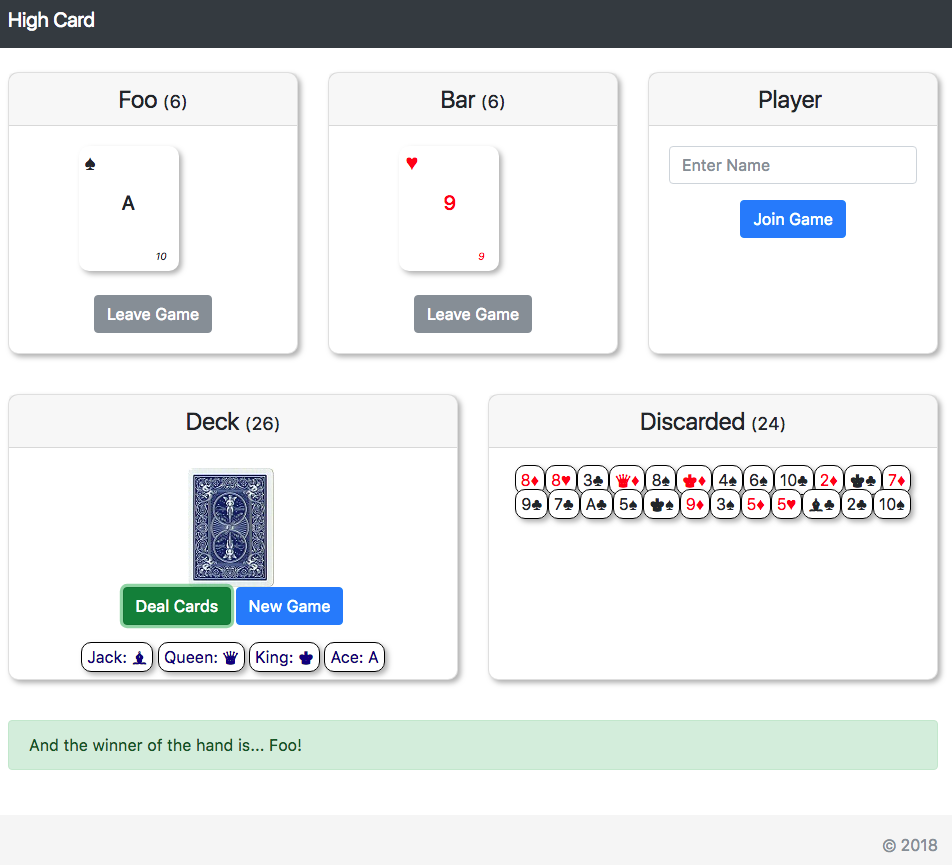 High Card
Foo (6)
♠
A
10
Leave Game
Bar (6)
♥
9
9
Leave Game
Player
Enter Name
Join Game
Deck (26)
Deal Cards New Game
Jack: ♝ Queen: ♛ King: ♚ Ace: A
Discarded (24)
8♦ 8♥ 3♣ ♛♦ 8♠ ♚♦ 4♠ 6♠ 10♣ 2♦ ♚♣ 7♦
9♣ 7♣ A♣ 5♠ ♚♠ 9♦ 3♠ 5♦ 5♥ ♝♣ 2♣ 10♠
And the winner of the hand is... Foo!
© 2018